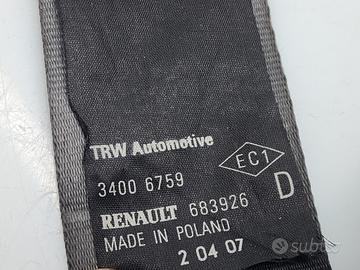 TRW Automotive
EC1
3400 6759
D
RENAULT 683926
MADE IN POLAND
2 04 07
subito